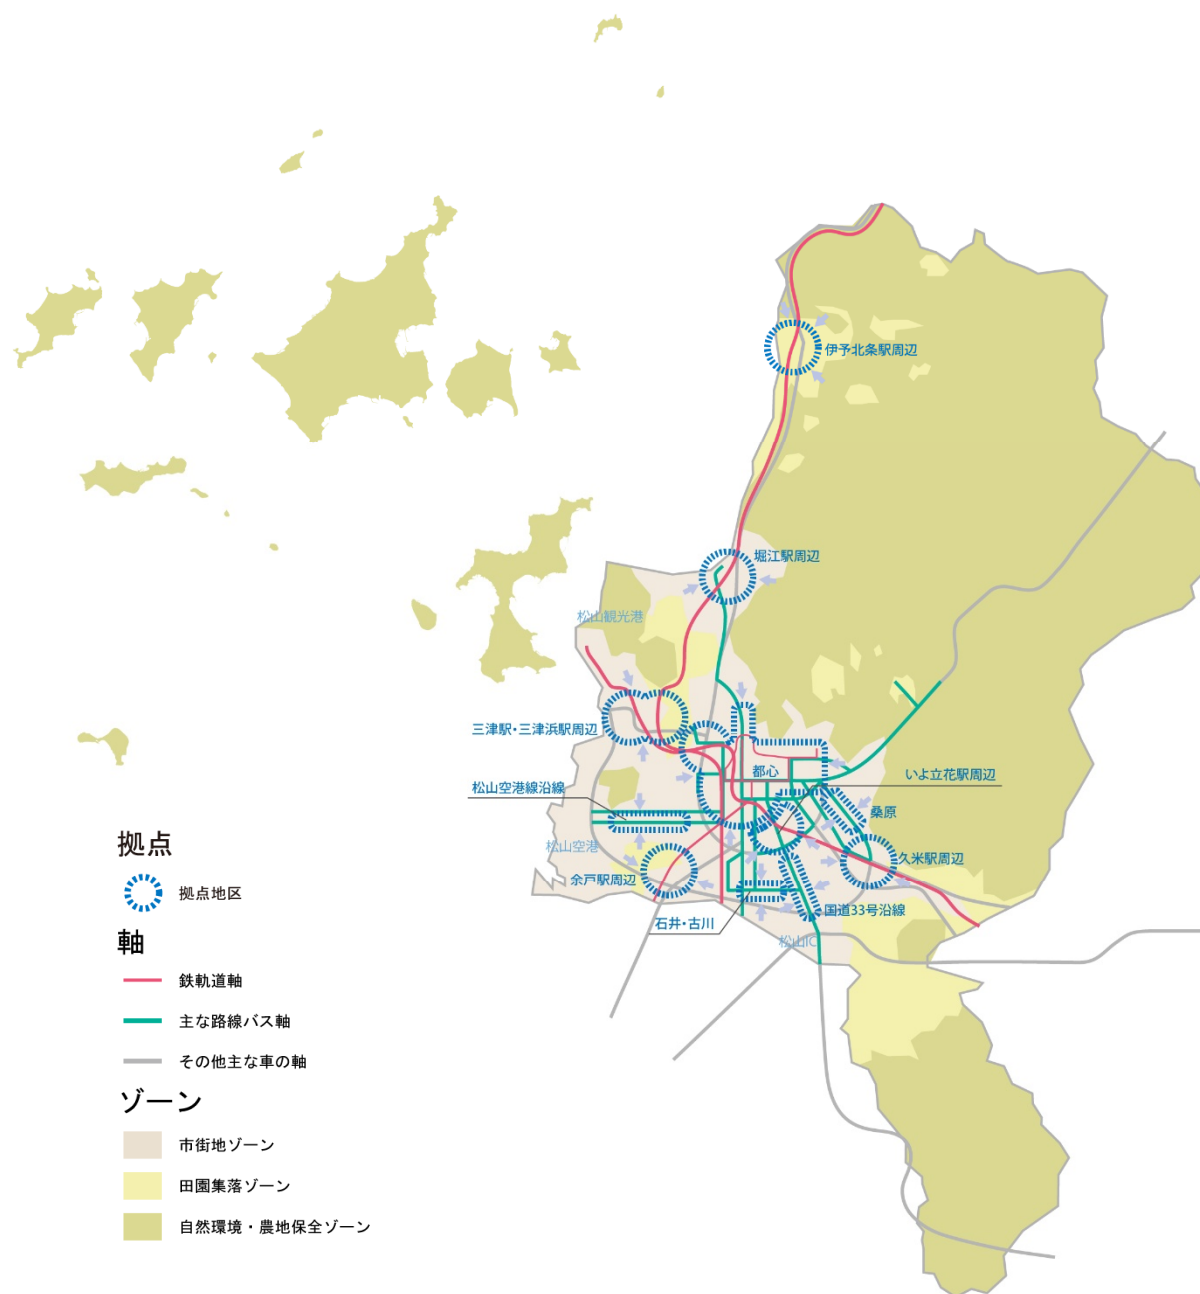 伊予北条駅周辺
堀江駅周辺
松山観光港
三津駅・三津浜駅周辺
都心
いよ立花駅周辺
松山空港線沿線
桑原
松山空港
久米駅周辺
余戸駅周辺
国道33号沿線
石井・古川
松山IC
拠点
拠点地区
軸
鉄軌道軸
主な路線バス軸
その他主な車の軸
ゾーン
市街地ゾーン
田園集落ゾーン
自然環境・農地保全ゾーン